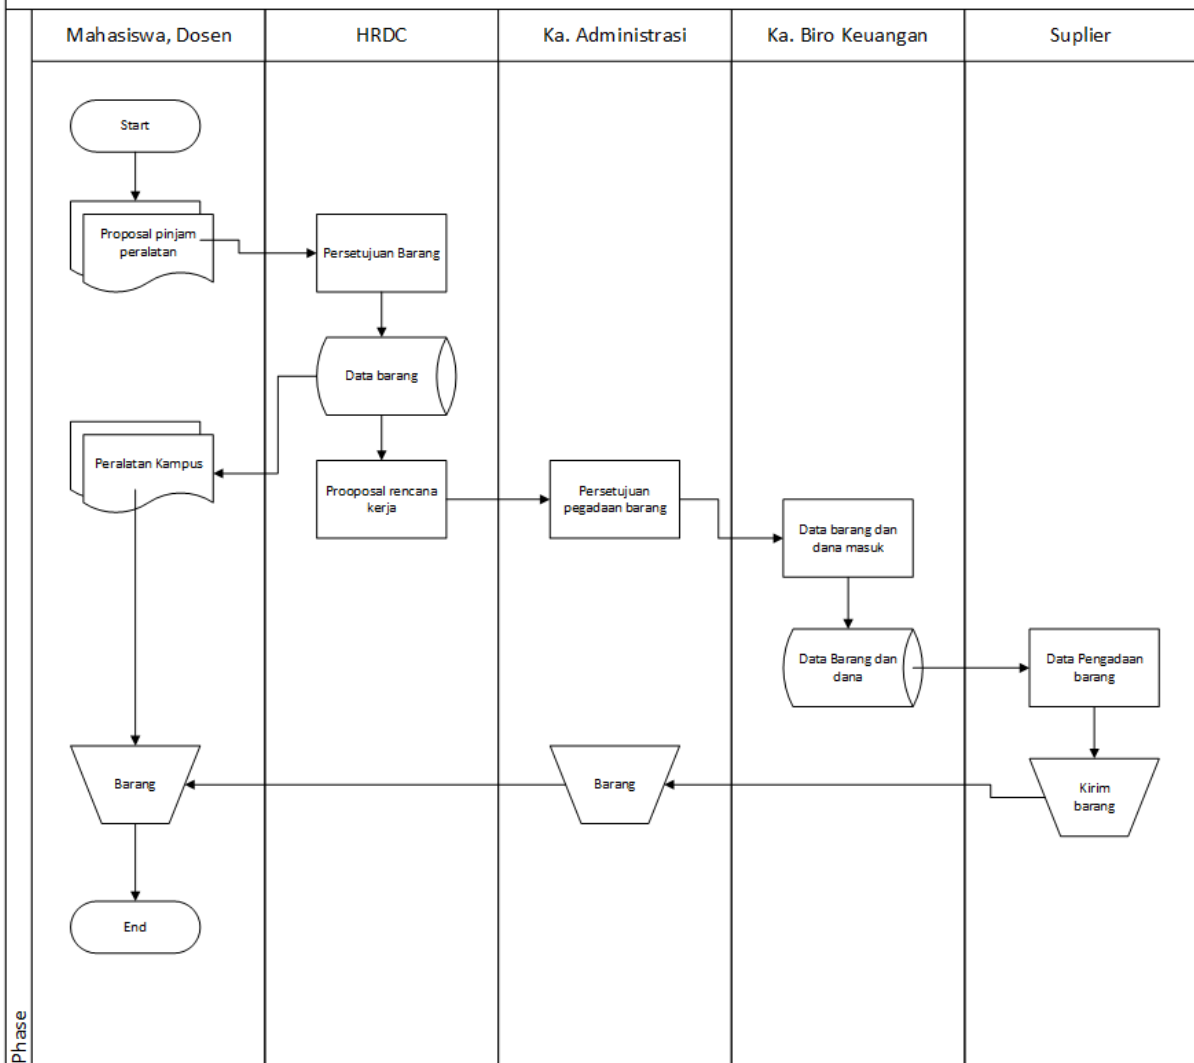 Mahasiswa, Dosen
HRDC
Ka. Administrasi
Ka. Biro Keuangan
Suplier
Start
Proposal pinjam
peralatan
Persetujuan Barang
Data barang
Peralatan Kampus
Prooposal rencana
kerja
Persetujuan
pegadaan barang
Data barang dan
dana masuk
Data Barang dan
dana
Data Pengadaan
barang
Barang
Barang
Kirim
barang
End
Phase